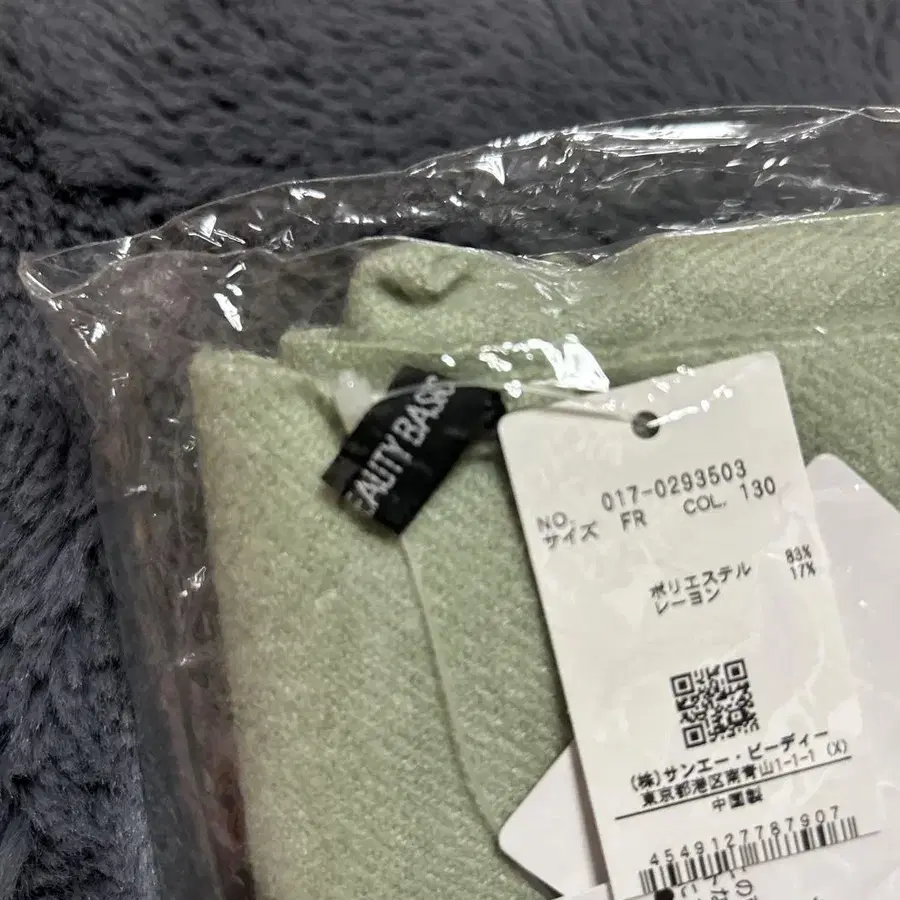 EAUTY BASIC
NO. 017-0293503
サイズ FR COL. 130
ポリエステル 83%
レーヨン 17%
(株)サンエー・ビーディー
東京都港区南青山1-1-1 (X)
中国製
4549127787907